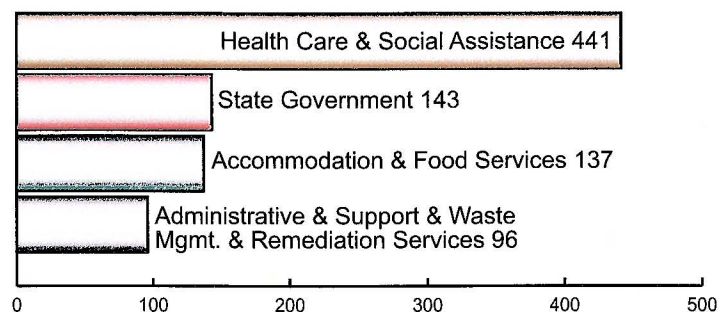 Health Care & Social Assistance 441
State Government 143
Accommodation & Food Services 137
Administrative & Support & Waste
Mgmt. & Remediation Services 96
0 100 200 300 400 500